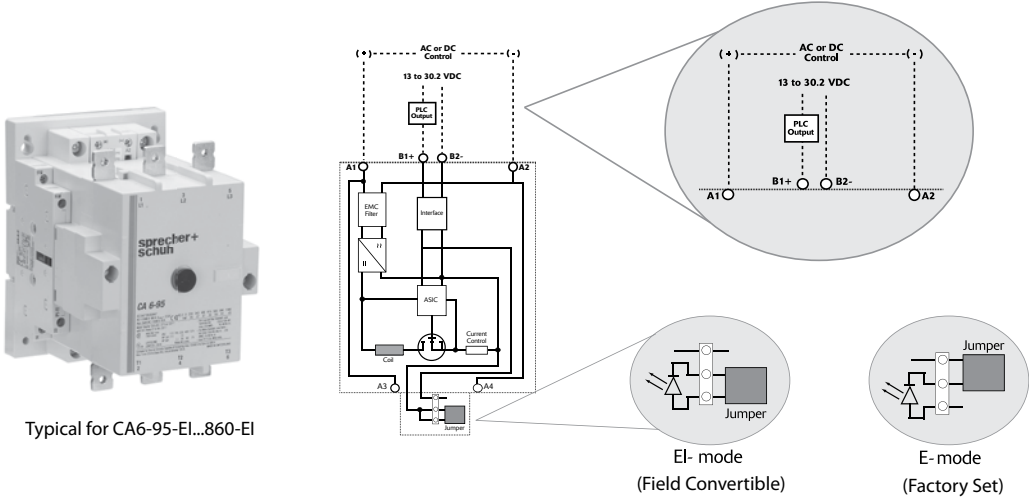 sprecher+
schuh
CA 6-95
Typical for CA6-95-EI...860-EI
(+)
AC or DC
Control
(-)
13 to 30.2 VDC
PLC
Output
B1+
B2-
A1
A2
EMC
Filter
Interface
ASIC
Current
Control
Coil
A3
A4
Jumper
(+)
AC or DC
Control
(-)
13 to 30.2 VDC
PLC
Output
B1+
B2-
A1
A2
Jumper
EI- mode
(Field Convertible)
Jumper
E-mode
(Factory Set)